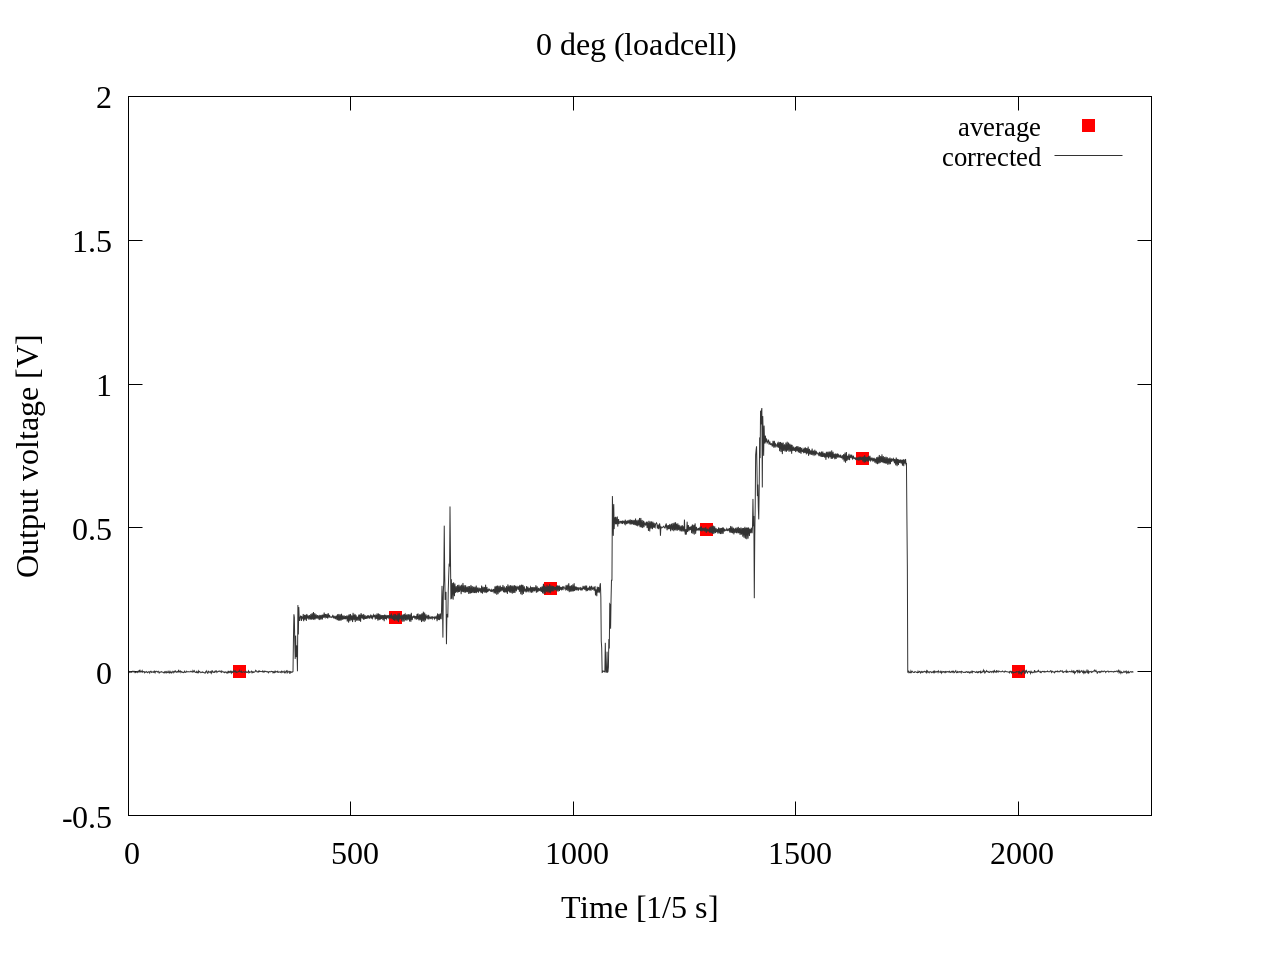 0 deg (loadcell)
average
corrected
2
1.5
1
0.5
0
-0.5
Output voltage [V]
0 500 1000 1500 2000
Time [1/5 s]